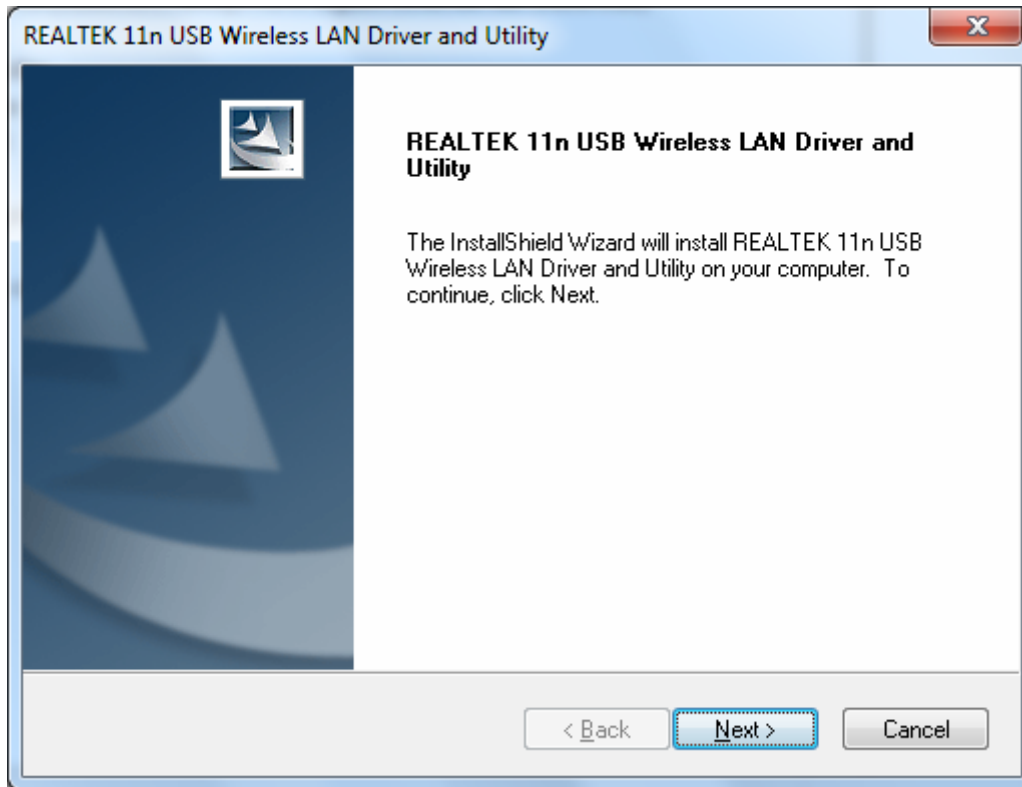 REALTEK 11n USB Wireless LAN Driver and Utility
REALTEK 11n USB Wireless LAN Driver and
Utility
The InstallShield Wizard will install REALTEK 11n USB
Wireless LAN Driver and Utility on your computer.  To
continue, click Next.
< Back
Next >
Cancel